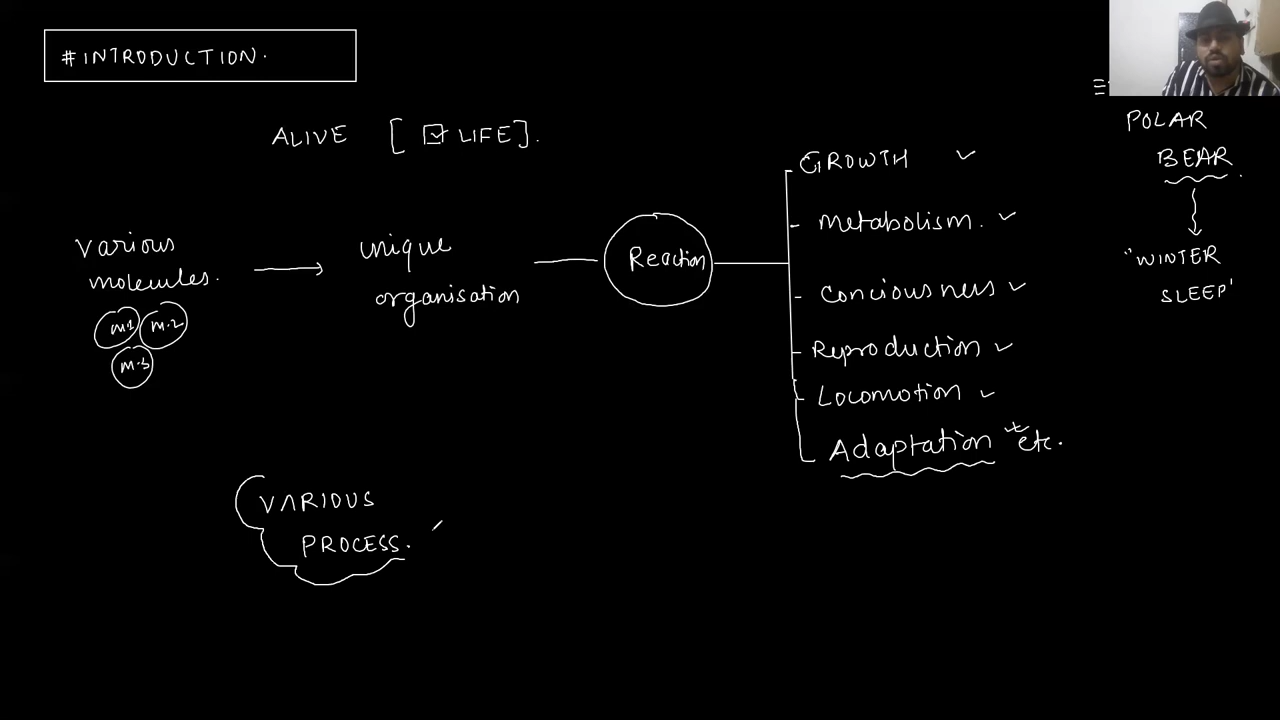 #INTRODUCTION.
ALIVE [ ☑ LIFE].
various
molecules.
m.1 m.2
m.3
unique
organisation
Reaction
GROWTH ✓
Metabolism. ✓
Conciousness ✓
Reproduction ✓
Locomotion ✓
Adaptation etc.
POLAR
BEAR.
"WINTER
SLEEP"
VARIOUS
PROCESS.